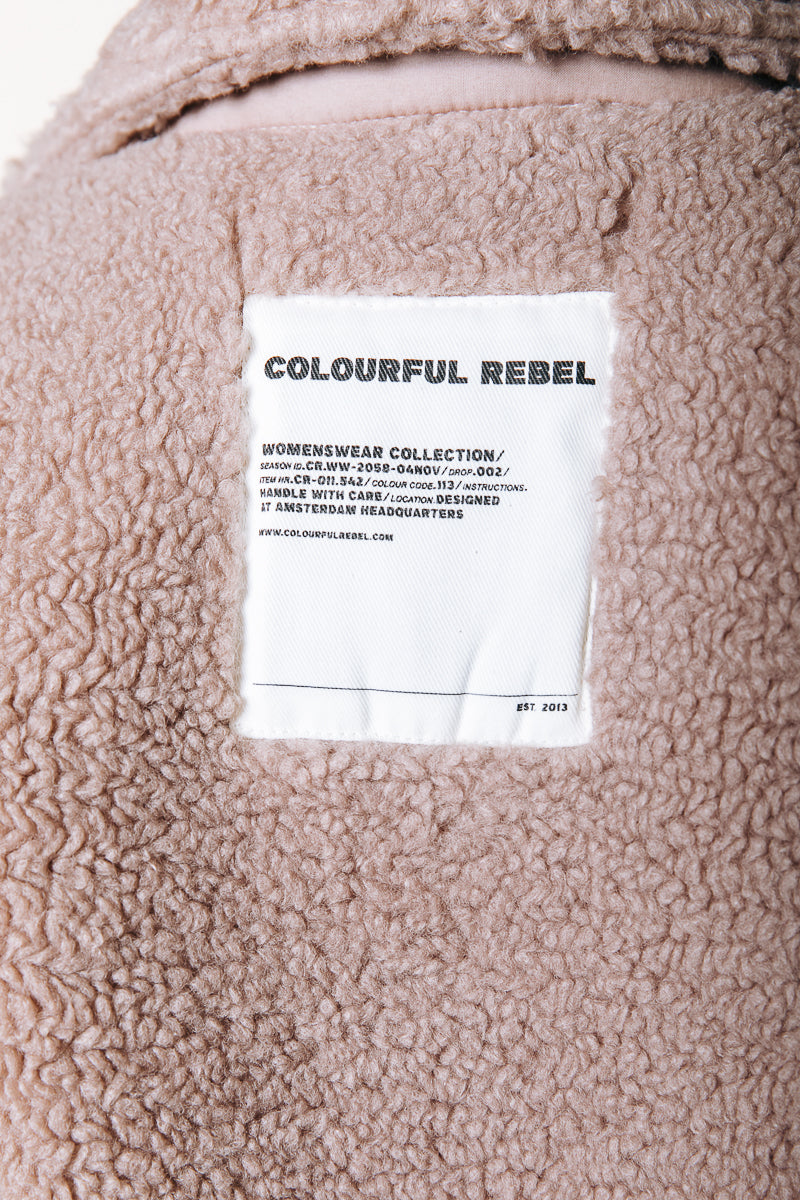 COLOURFUL REBEL
WOMENSWEAR COLLECTION/
SEASON ID.CR.WW-2058-04NOV/DROP.002/
ITEM NR.CR-011.542/COLOUR CODE.113/INSTRUCTIONS.
HANDLE WITH CARE/LOCATION.DESIGNED
AT AMSTERDAM HEADQUARTERS
WWW.COLOURFULREBEL.COM
EST. 2013